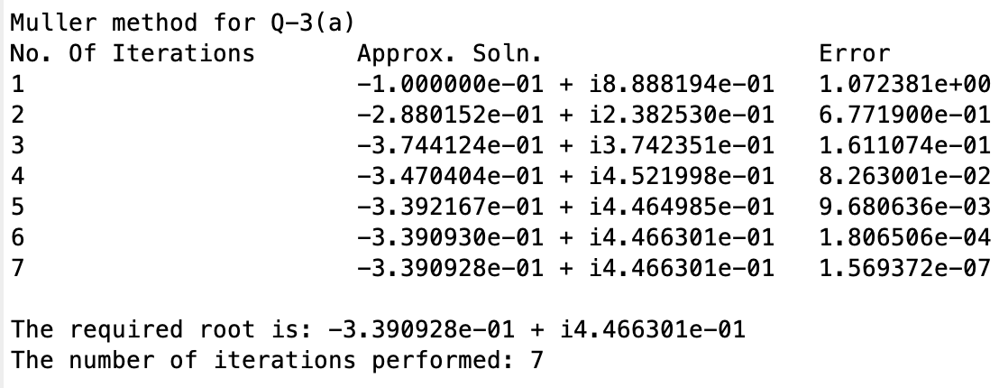 Muller method for Q-3(a)
No. Of Iterations Approx. Soln. Error
1 -1.000000e-01 + i8.888194e-01 1.072381e+00
2 -2.880152e-01 + i2.382530e-01 6.771900e-01
3 -3.744124e-01 + i3.742351e-01 1.611074e-01
4 -3.470404e-01 + i4.521998e-01 8.263001e-02
5 -3.392167e-01 + i4.464985e-01 9.680636e-03
6 -3.390930e-01 + i4.466301e-01 1.806506e-04
7 -3.390928e-01 + i4.466301e-01 1.569372e-07
The required root is: -3.390928e-01 + i4.466301e-01
The number of iterations performed: 7